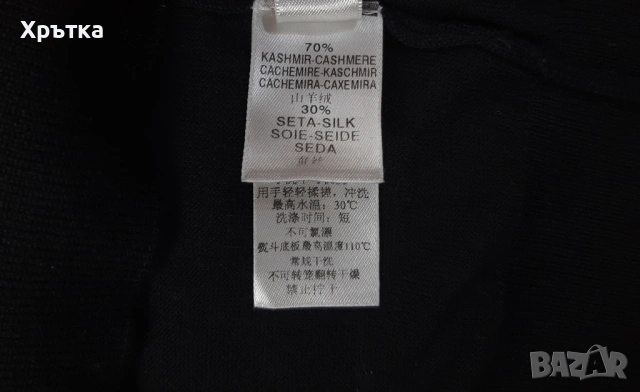 Хрътка
70%
KASHMIR-CASHMERE
CACHEMIRE-KASCHMIR
CACHEMIRA-CAXEMIRA
山羊绒
30%
SETA-SILK
SOIE-SEIDE
SEDA
用手轻轻揉搓，冲洗
最高水温：30℃
洗涤时间：短
不可氯漂
熨斗底板最高温度110℃
常规干洗
不可转笼翻转干燥
禁止拧干
BAZAR